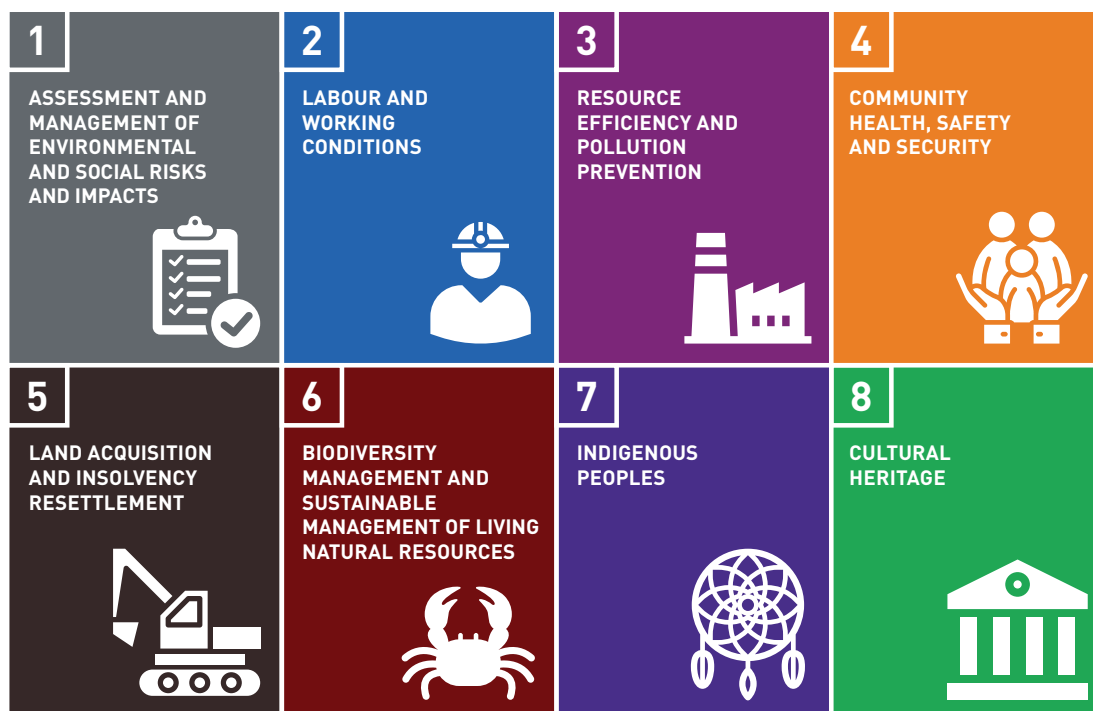 1
ASSESSMENT AND
MANAGEMENT OF
ENVIRONMENTAL
AND SOCIAL RISKS
AND IMPACTS
2
LABOUR AND
WORKING
CONDITIONS
3
RESOURCE
EFFICIENCY AND
POLLUTION
PREVENTION
4
COMMUNITY
HEALTH, SAFETY
AND SECURITY
5
LAND ACQUISITION
AND INSOLVENCY
RESETTLEMENT
6
BIODIVERSITY
MANAGEMENT AND
SUSTAINABLE
MANAGEMENT OF LIVING
NATURAL RESOURCES
7
INDIGENOUS
PEOPLES
8
CULTURAL
HERITAGE